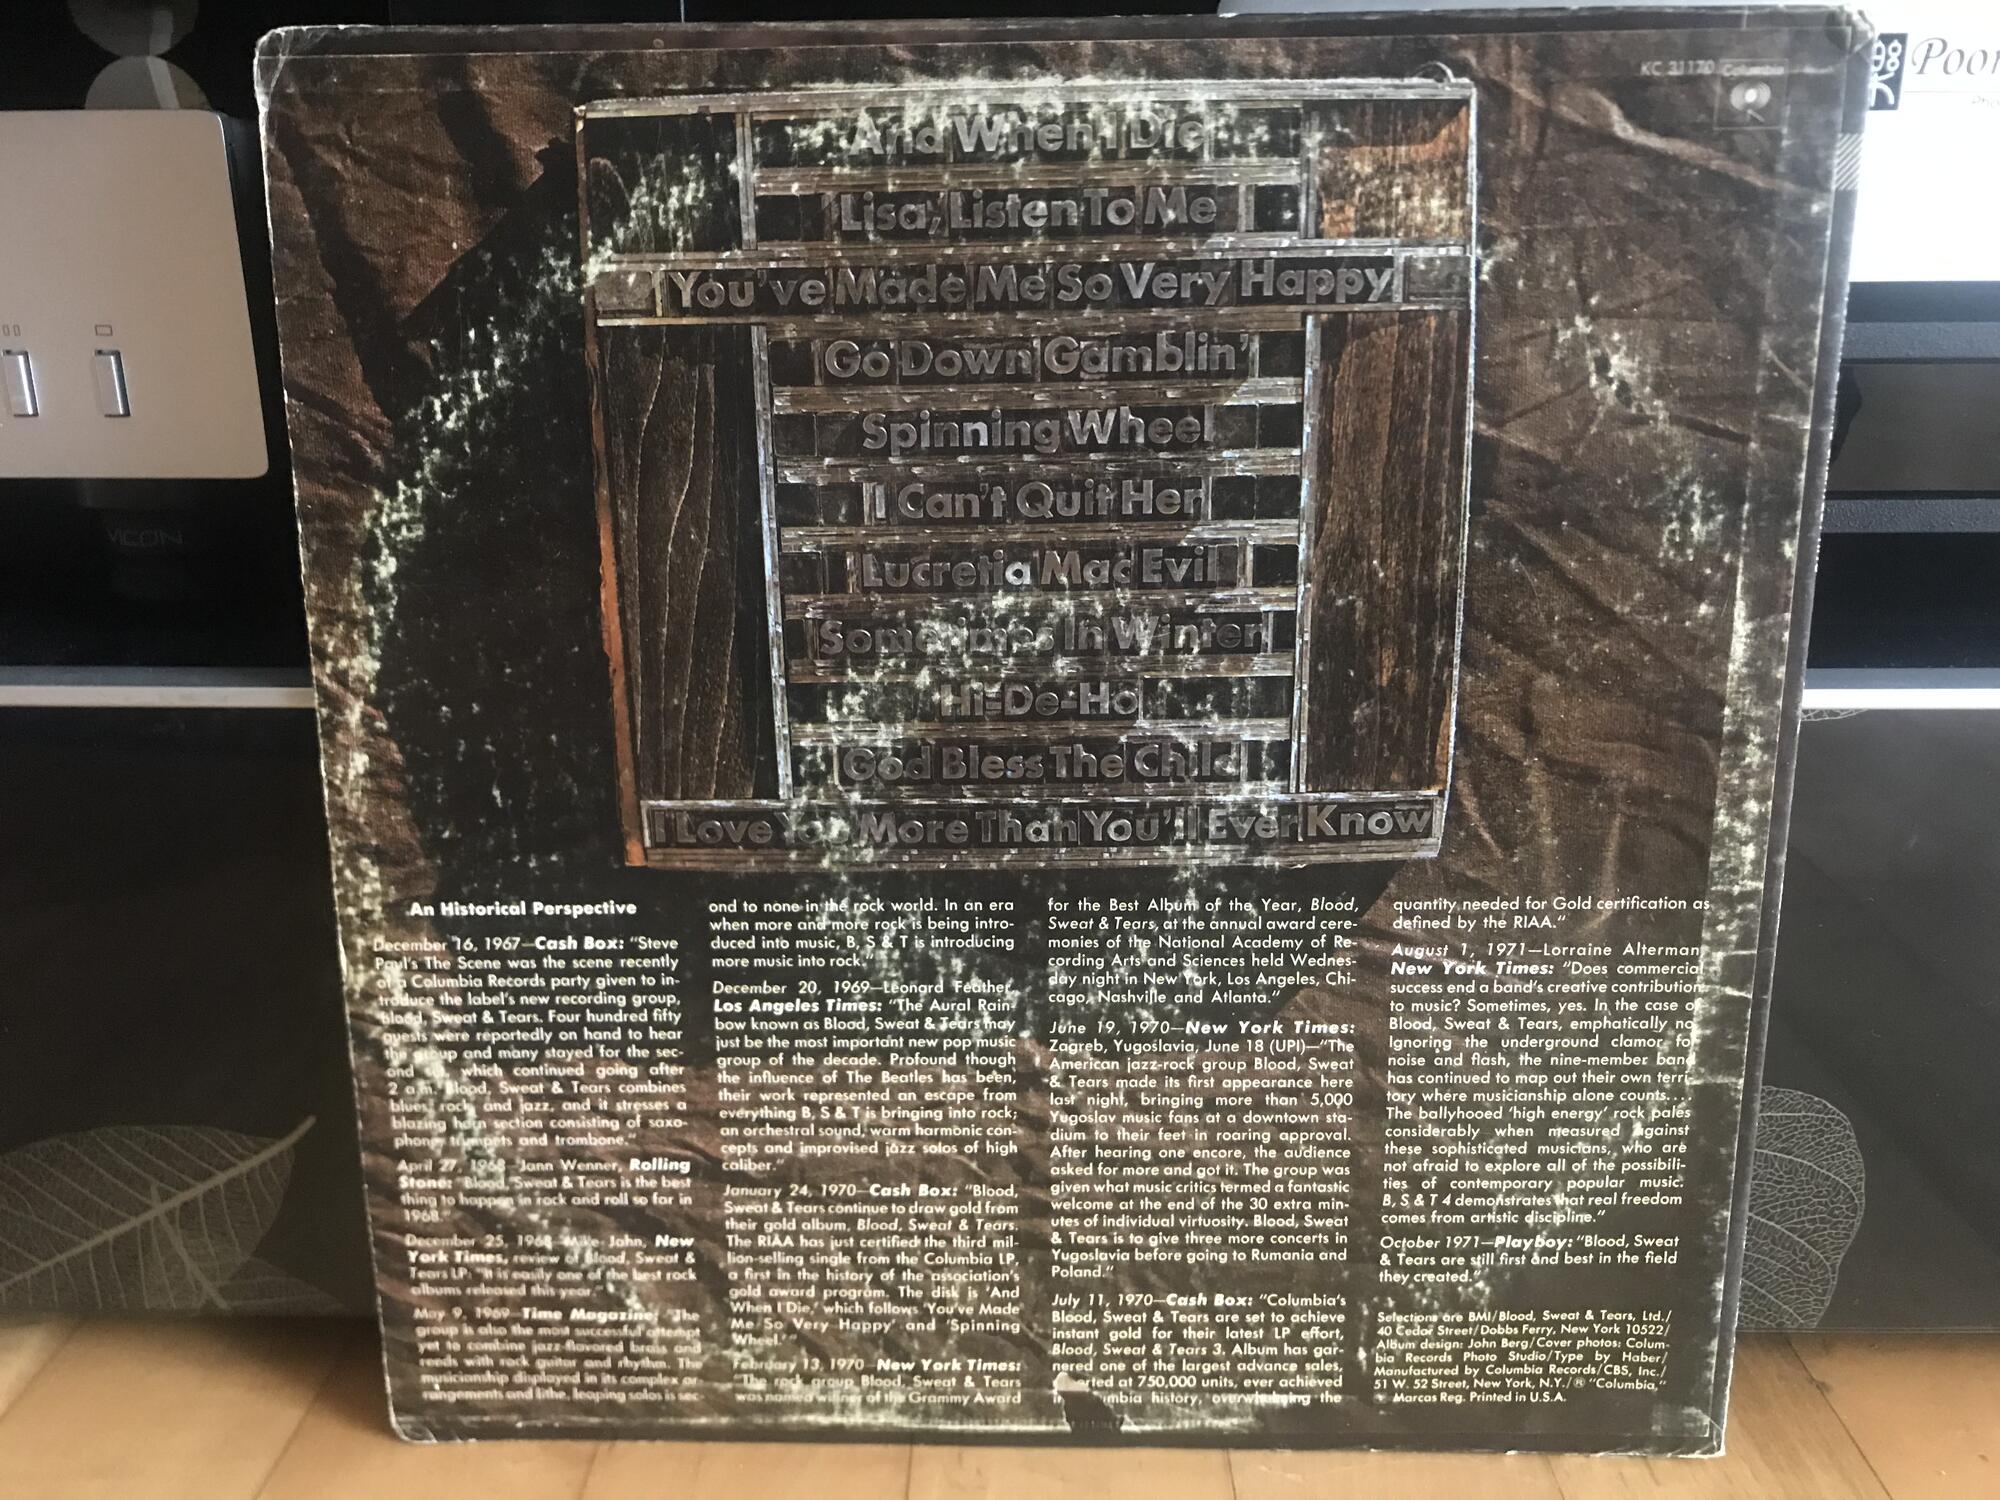 KC 31170 Columbia
Poor
VICON
And When I Die
Lisa, Listen To Me
You've Made Me So Very Happy
Go Down Gamblin'
Spinning Wheel
I Can't Quit Her
Lucretia Mac Evil
Sometimes In Winter
Hi-De-Ho
God Bless The Child
I Love You More Than You'll Ever Know
An Historical Perspective
December 16, 1967—Cash Box: "Steve
Paul's The Scene was the scene recently
of a Columbia Records party given to in-
troduce the label's new recording group,
Blood, Sweat & Tears. Four hundred fifty
guests were reportedly on hand to hear
the group and many stayed for the sec-
ond set, which continued going after
2 a.m. Blood, Sweat & Tears combines
blues, rock, and jazz, and it stresses a
blazing horn section consisting of saxo-
phone, trumpets and trombone."
April 27, 1968—Jann Wenner, Rolling
Stone: "Blood, Sweat & Tears is the best
thing to happen in rock and roll so far in
1968."
December 25, 1968—Mike Jahn, New
York Times, review of Blood, Sweat &
Tears LP: "It is easily one of the best rock
albums released this year."
May 9, 1969—Time Magazine: "The
group is also the most successful attempt
yet to combine jazz-flavored brass and
reeds with rock guitar and rhythm. The
musicianship displayed in its complex ar-
rangements and lithe, leaping solos is sec-
ond to none in the rock world. In an era
when more and more rock is being intro-
duced into music, B, S & T is introducing
more music into rock."
December 20, 1969—Leonard Feather,
Los Angeles Times: "The Aural Rain-
bow known as Blood, Sweat & Tears may
just be the most important new pop music
group of the decade. Profound though
the influence of The Beatles has been,
their work represented an escape from
everything B, S & T is bringing into rock;
an orchestral sound, warm harmonic con-
cepts and improvised jazz solos of high
caliber."
January 24, 1970—Cash Box: "Blood,
Sweat & Tears continue to draw gold from
their gold album, Blood, Sweat & Tears.
The RIAA has just certified the third mil-
lion-selling single from the Columbia LP,
a first in the history of the association's
gold award program. The disk is 'And
When I Die,' which follows 'You've Made
Me So Very Happy' and 'Spinning
Wheel.'"
February 13, 1970—New York Times:
"The rock group Blood, Sweat & Tears
was named winner of the Grammy Award
for the Best Album of the Year, Blood,
Sweat & Tears, at the annual award cere-
monies of the National Academy of Re-
cording Arts and Sciences held Wednes-
day night in New York, Los Angeles, Chi-
cago, Nashville and Atlanta."
June 19, 1970—New York Times:
Zagreb, Yugoslavia, June 18 (UPI)—"The
American jazz-rock group Blood, Sweat
& Tears made its first appearance here
last night, bringing more than 5,000
Yugoslav music fans at a downtown sta-
dium to their feet in roaring approval.
After hearing one encore, the audience
asked for more and got it. The group was
given what music critics termed a fantastic
welcome at the end of the 30 extra min-
utes of individual virtuosity. Blood, Sweat
& Tears is to give three more concerts in
Yugoslavia before going to Rumania and
Poland."
July 11, 1970—Cash Box: "Columbia's
Blood, Sweat & Tears are set to achieve
instant gold for their latest LP effort,
Blood, Sweat & Tears 3. Album has gar-
nered one of the largest advance sales,
erted at 750,000 units, ever achieved
in mbia history, overwhelming the
quantity needed for Gold certification as
defined by the RIAA."
August 1, 1971—Lorraine Alterman
New York Times: "Does commercial
success end a band's creative contribution
to music? Sometimes, yes. In the case of
Blood, Sweat & Tears, emphatically no.
Ignoring the underground clamor for
noise and flash, the nine-member band
has continued to map out their own terri-
tory where musicianship alone counts....
The ballyhooed 'high energy' rock pales
considerably when measured against
these sophisticated musicians, who are
not afraid to explore all of the possibili-
ties of contemporary popular music.
B, S & T 4 demonstrates that real freedom
comes from artistic discipline."
October 1971—Playboy: "Blood, Sweat
& Tears are still first and best in the field
they created."
Selections are BMI/Blood, Sweat & Tears, Ltd./
40 Cedar Street/Dobbs Ferry, New York 10522/
Album design: John Berg/Cover photos: Colum-
bia Records Photo Studio/Type by Haber/
Manufactured by Columbia Records/CBS, Inc./
51 W. 52 Street, New York, N.Y./® "Columbia,"
Marcas Reg. Printed in U.S.A.